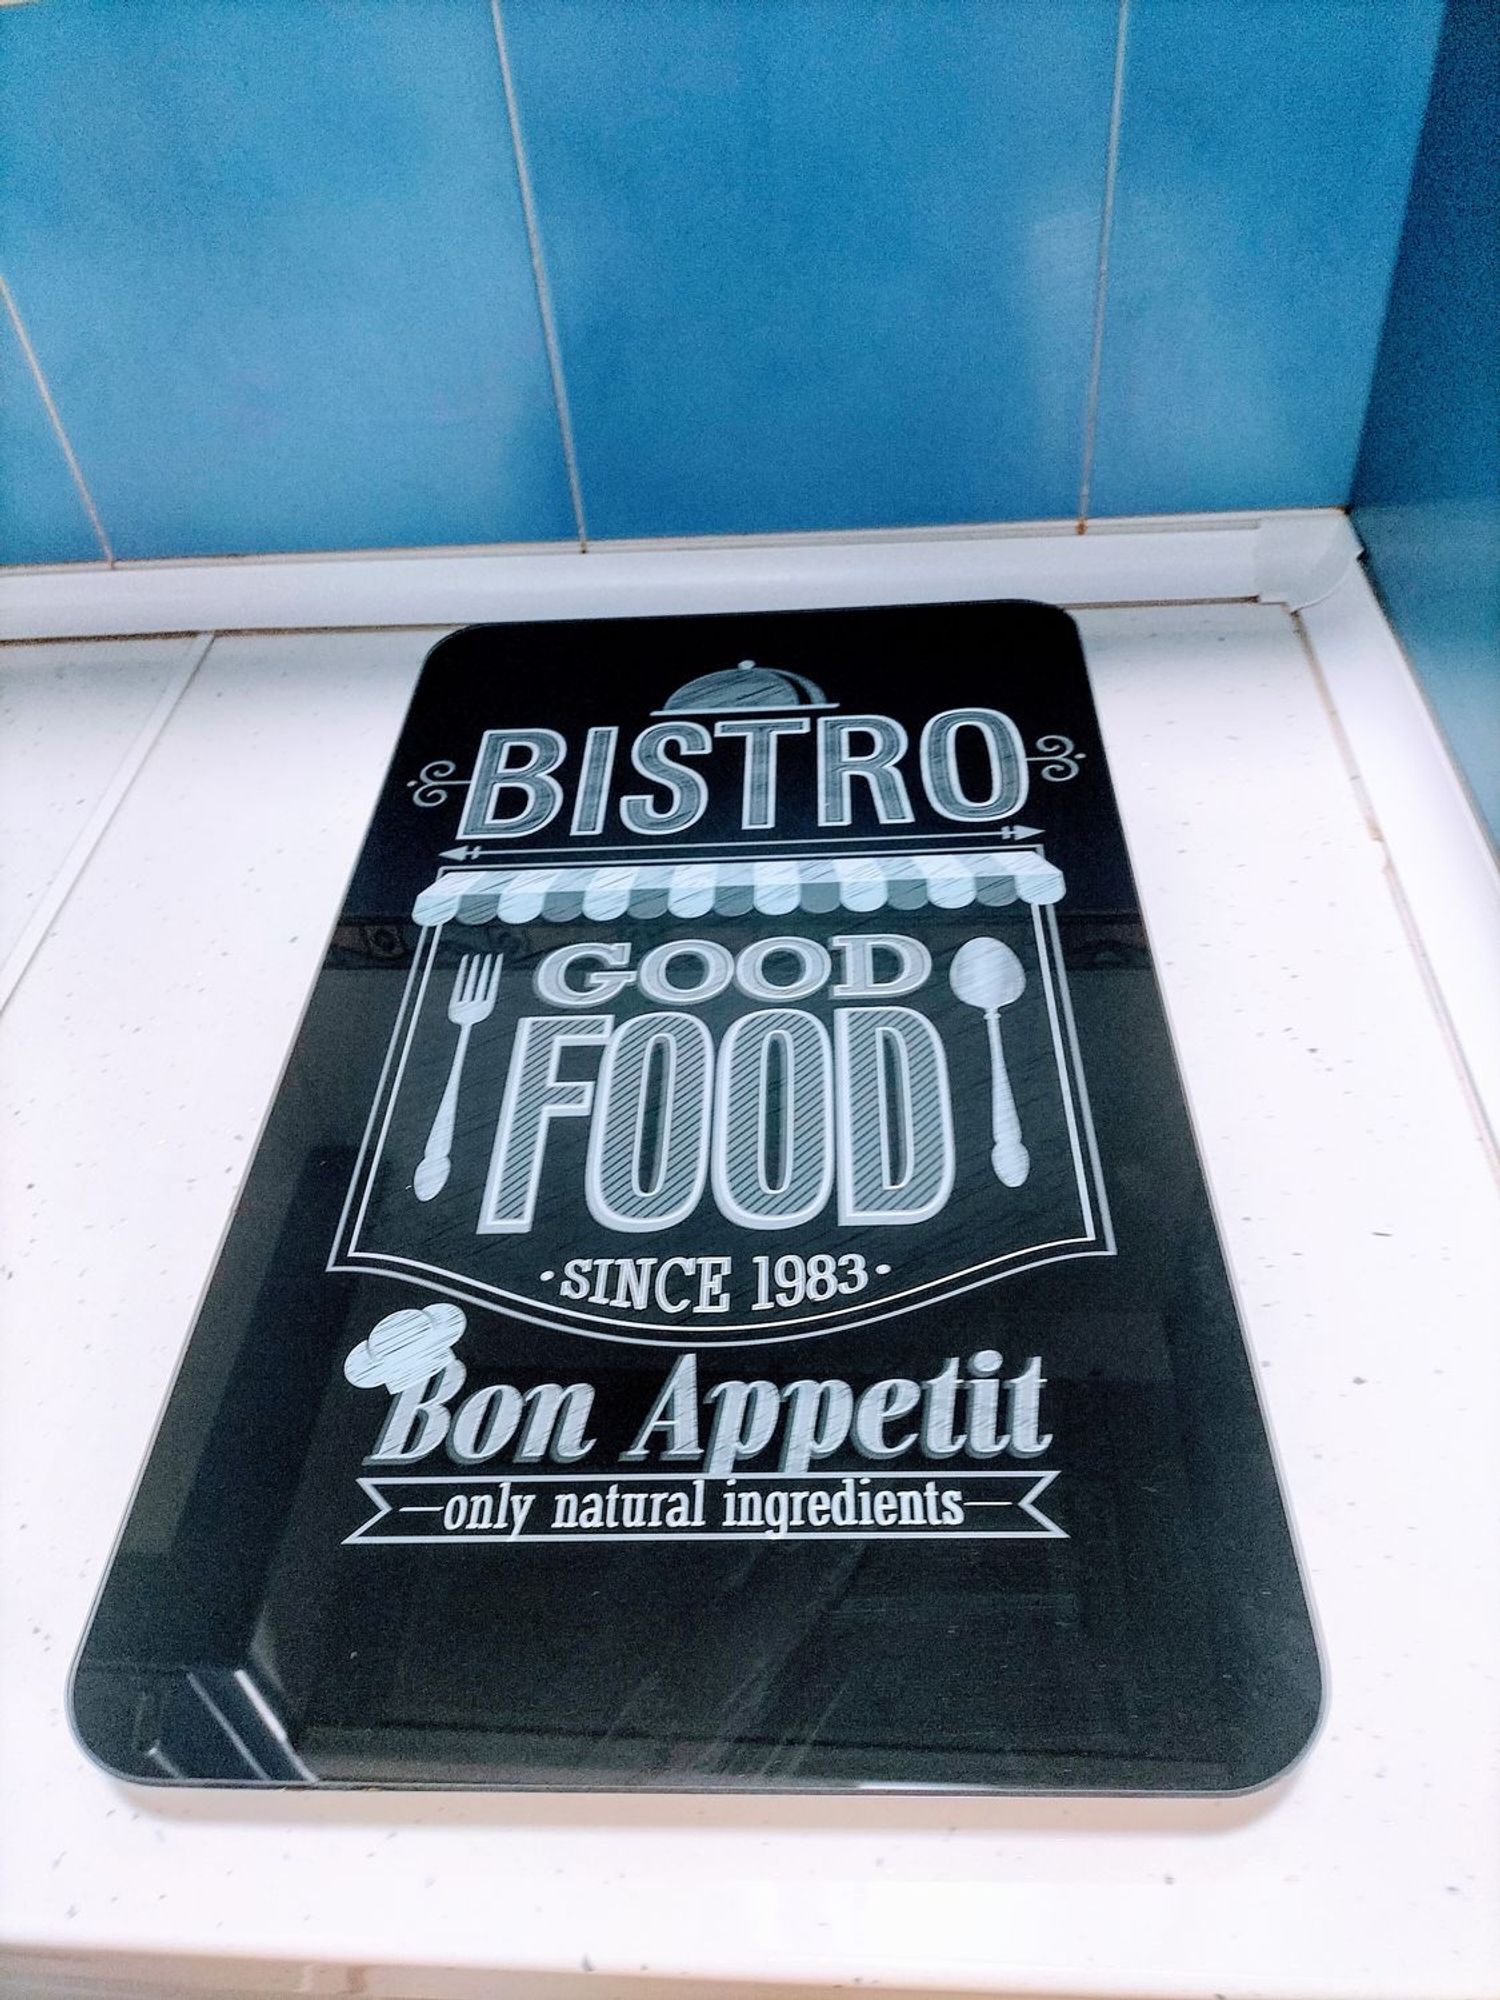 BISTRO
GOOD
FOOD
·SINCE 1983·
Bon Appetit
only natural ingredients